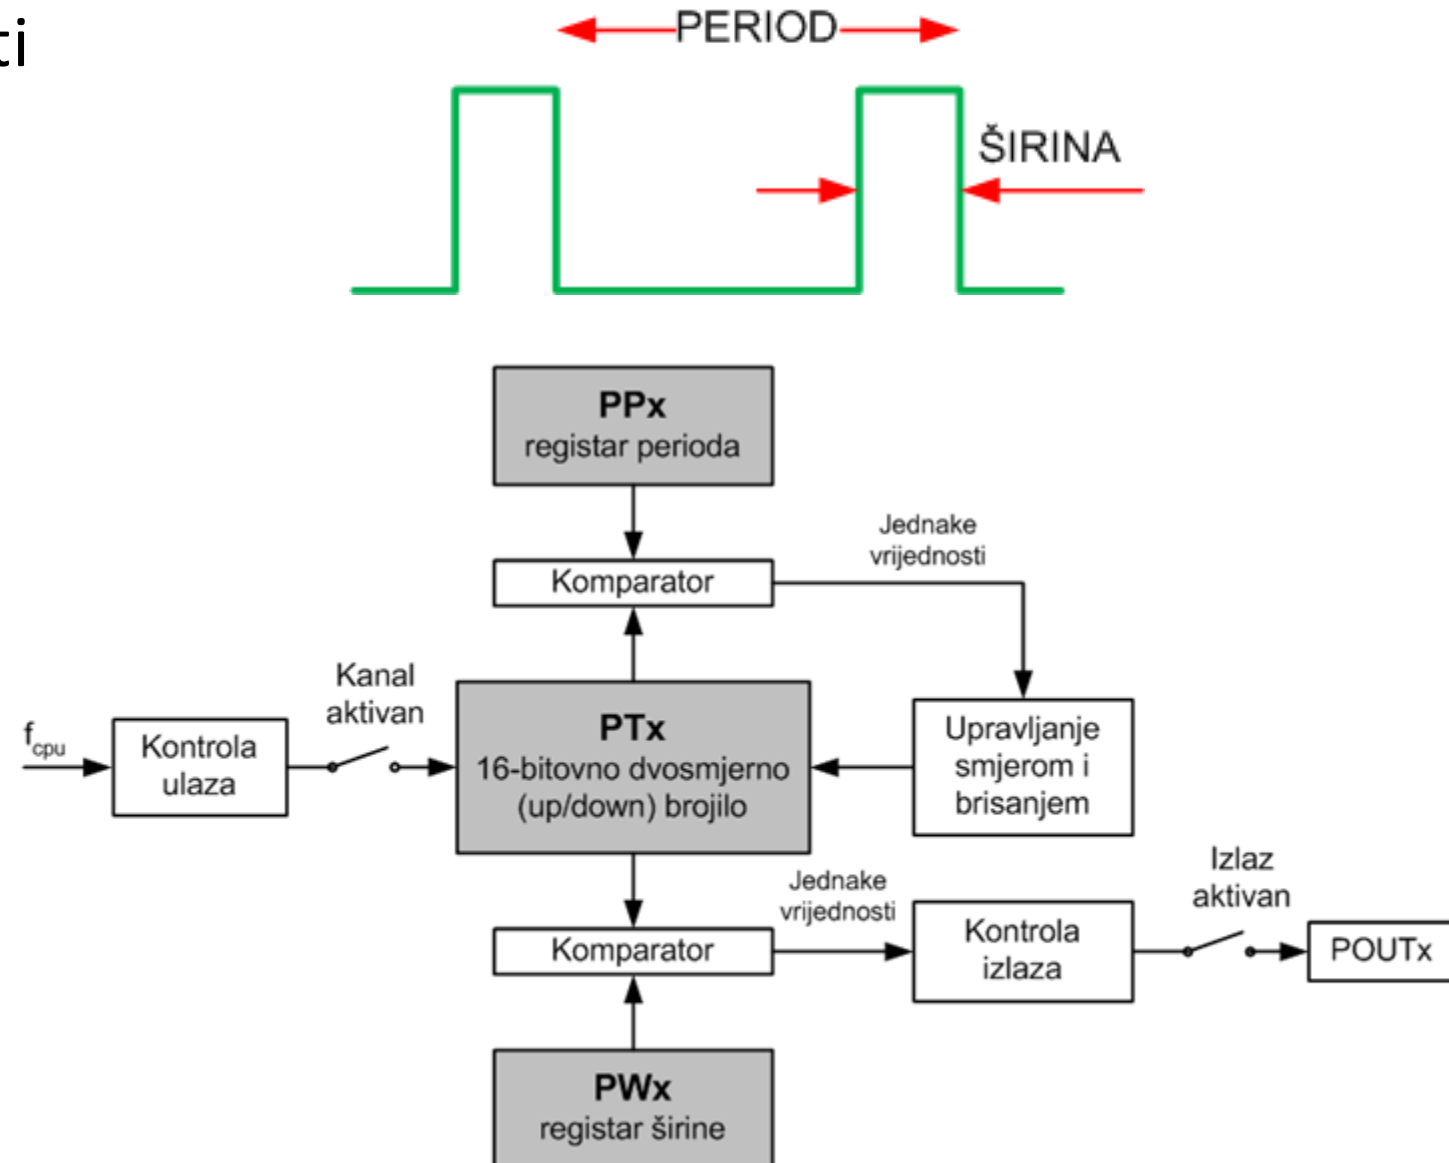 ti
PERIOD
ŠIRINA
PPx
registar perioda
Jednake
vrijednosti
Komparator
Kanal
aktivan
fcpu
Kontrola
ulaza
PTx
16-bitovno dvosmjerno
(up/down) brojilo
Upravljanje
smjerom i
brisanjem
Jednake
vrijednosti
Izlaz
aktivan
Komparator
Kontrola
izlaza
POUTx
PWx
registar širine